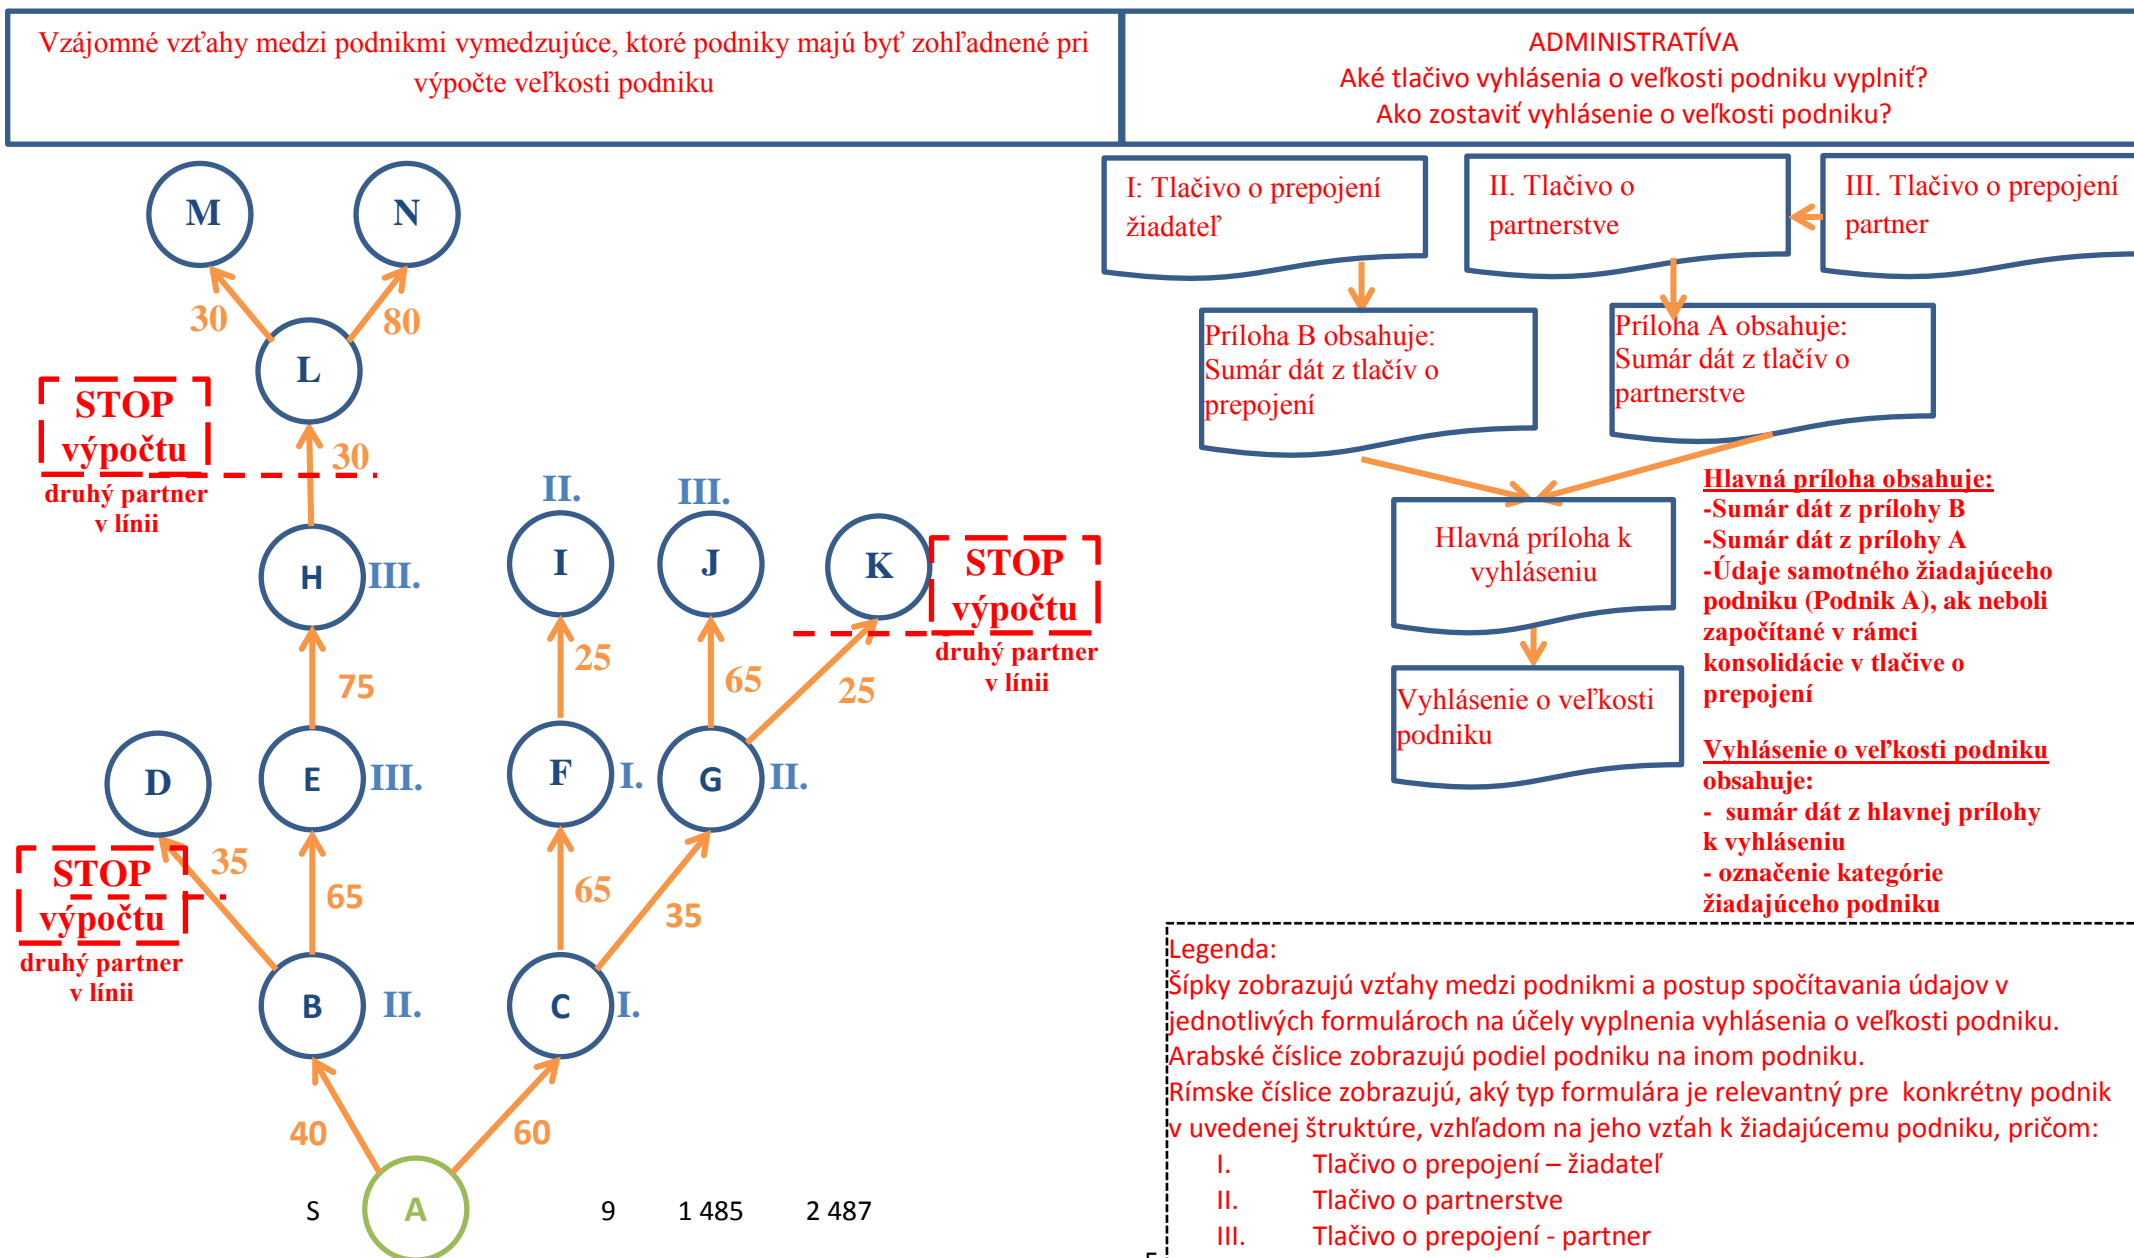 Vzájomné vzťahy medzi podnikmi vymedzujúce, ktoré podniky majú byť zohľadnené pri
výpočte veľkosti podniku
ADMINISTRATÍVA
Aké tlačivo vyhlásenia o veľkosti podniku vyplniť?
Ako zostaviť vyhlásenie o veľkosti podniku?
M
N
30
80
L
STOP
výpočtu
druhý partner
v línii
30
H
III.
II.
I
III.
J
K
STOP
výpočtu
druhý partner
v línii
75
25
65
25
D
E
III.
F
I.
G
II.
STOP
výpočtu
druhý partner
v línii
35
65
65
35
B
II.
C
I.
40
60
S
A
9
1 485
2 487
I: Tlačivo o prepojení
žiadateľ
II. Tlačivo o
partnerstve
III. Tlačivo o prepojení
partner
Príloha B obsahuje:
Sumár dát z tlačív o
prepojení
Príloha A obsahuje:
Sumár dát z tlačív o
partnerstve
Hlavná príloha k
vyhláseniu
Vyhlásenie o veľkosti
podniku
Hlavná príloha obsahuje:
-Sumár dát z prílohy B
-Sumár dát z prílohy A
-Údaje samotného žiadajúceho
podniku (Podnik A), ak neboli
započítané v rámci
konsolidácie v tlačive o
prepojení
Vyhlásenie o veľkosti podniku
obsahuje:
- sumár dát z hlavnej prílohy
k vyhláseniu
- označenie kategórie
žiadajúceho podniku
Legenda:
Šípky zobrazujú vzťahy medzi podnikmi a postup spočítavania údajov v
jednotlivých formulároch na účely vyplnenia vyhlásenia o veľkosti podniku.
Arabské číslice zobrazujú podiel podniku na inom podniku.
Rímske číslice zobrazujú, aký typ formulára je relevantný pre konkrétny podnik
v uvedenej štruktúre, vzhľadom na jeho vzťah k žiadajúcemu podniku, pričom:
I. Tlačivo o prepojení – žiadateľ
II. Tlačivo o partnerstve
III. Tlačivo o prepojení - partner